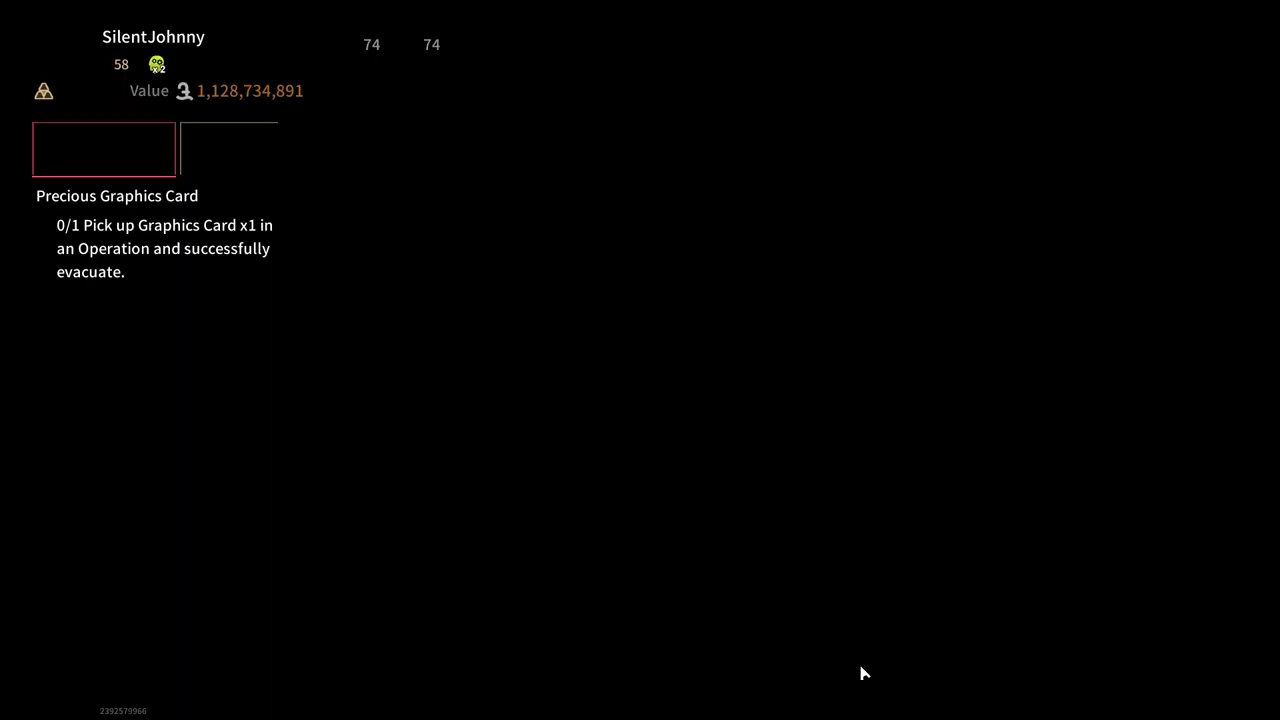 SilentJohnny
74 74
58 x2
Value 1,128,734,891
Precious Graphics Card
0/1 Pick up Graphics Card x1 in
an Operation and successfully
evacuate.
2392579966